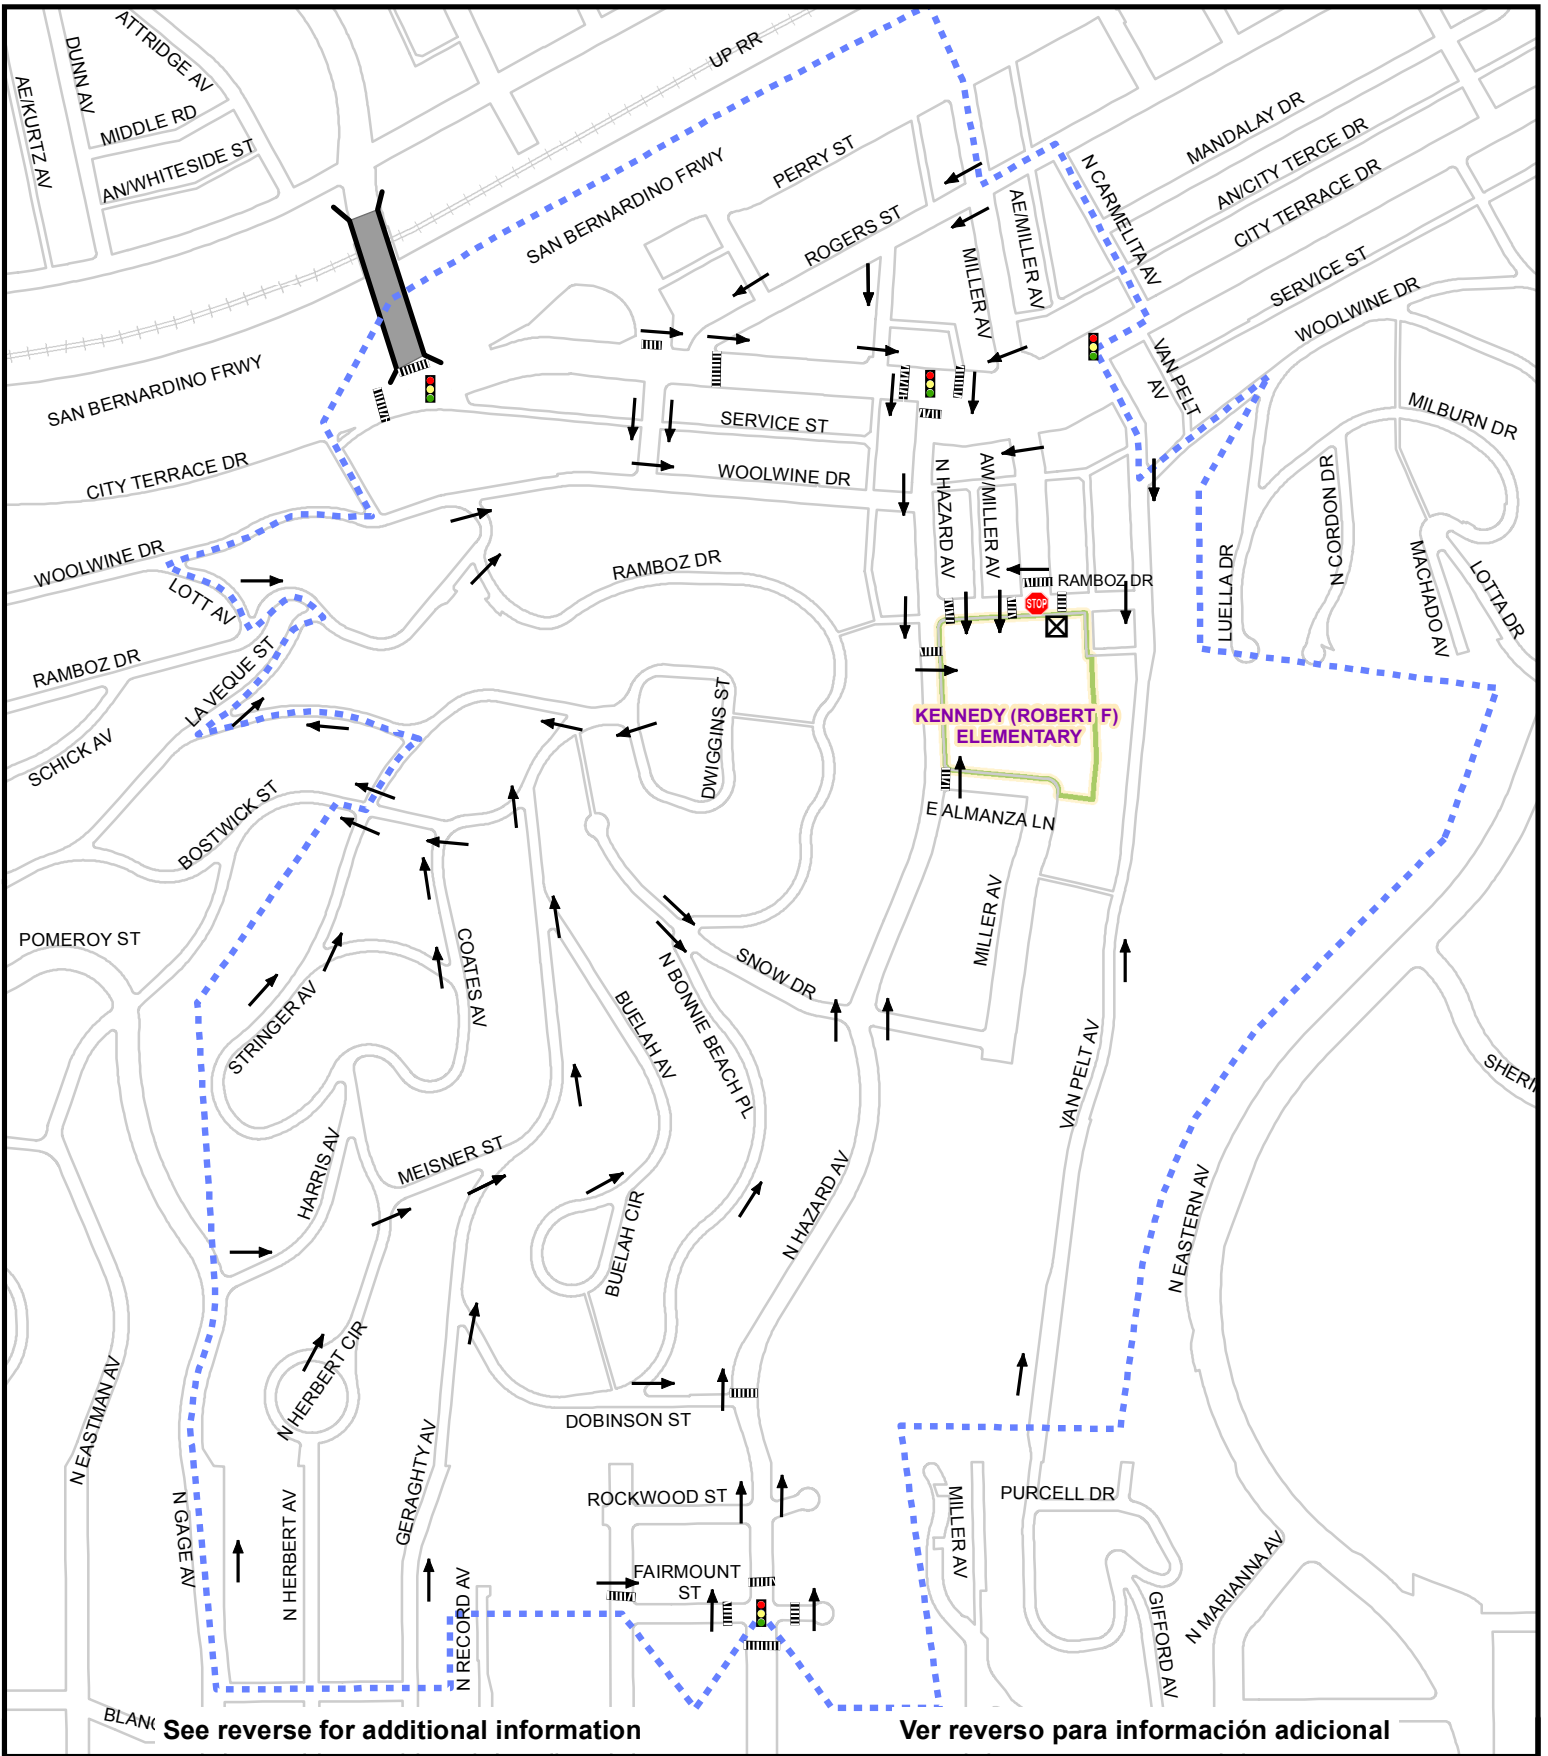 ATTRIDGE AV
DUNN AV
AE/KURTZ AV
MIDDLE RD
AN/WHITESIDE ST
UP RR
SAN BERNARDINO FRWY
PERRY ST
ROGERS ST
MANDALAY DR
AN/CITY TERCE DR
CITY TERRACE DR
SERVICE ST
WOOLWINE DR
N CARMELITA AV
AE/MILLER AV
MILLER AV
VAN PELT
AV
MILBURN DR
SAN BERNARDINO FRWY
CITY TERRACE DR
SERVICE ST
WOOLWINE DR
N HAZARD AV
AW/MILLER AV
N CORDON DR
LUELLA DR
MACHADO AV
LOTTA DR
WOOLWINE DR
LOTT AV
RAMBOZ DR
RAMBOZ DR
STOP
RAMBOZ DR
LA VEQUE ST
SCHICK AV
DWIGGINS ST
KENNEDY (ROBERT F)
ELEMENTARY
BOSTWICK ST
E ALMANZA LN
POMEROY ST
COATES AV
STRINGER AV
BUELAH AV
N BONNIE BEACH PL
SNOW DR
MILLER AV
VAN PELT AV
SHERI
HARRIS AV
MEISNER ST
BUELAH CIR
N HAZARD AV
N EASTERN AV
N HERBERT CIR
N EASTMAN AV
DOBINSON ST
GERAGHTY AV
N GAGE AV
N HERBERT AV
ROCKWOOD ST
MILLER AV
PURCELL DR
FAIRMOUNT
ST
N RECORD AV
GIFFORD AV
N MARIANNA AV
BLANC
See reverse for additional information
Ver reverso para información adicional